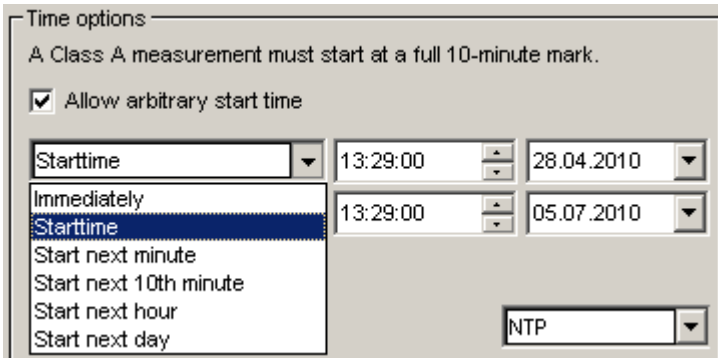 Time options
A Class A measurement must start at a full 10-minute mark.
Allow arbitrary start time
Starttime 13:29:00 28.04.2010
Immediately
Starttime 13:29:00 05.07.2010
Start next minute
Start next 10th minute
Start next hour
NTP
Start next day